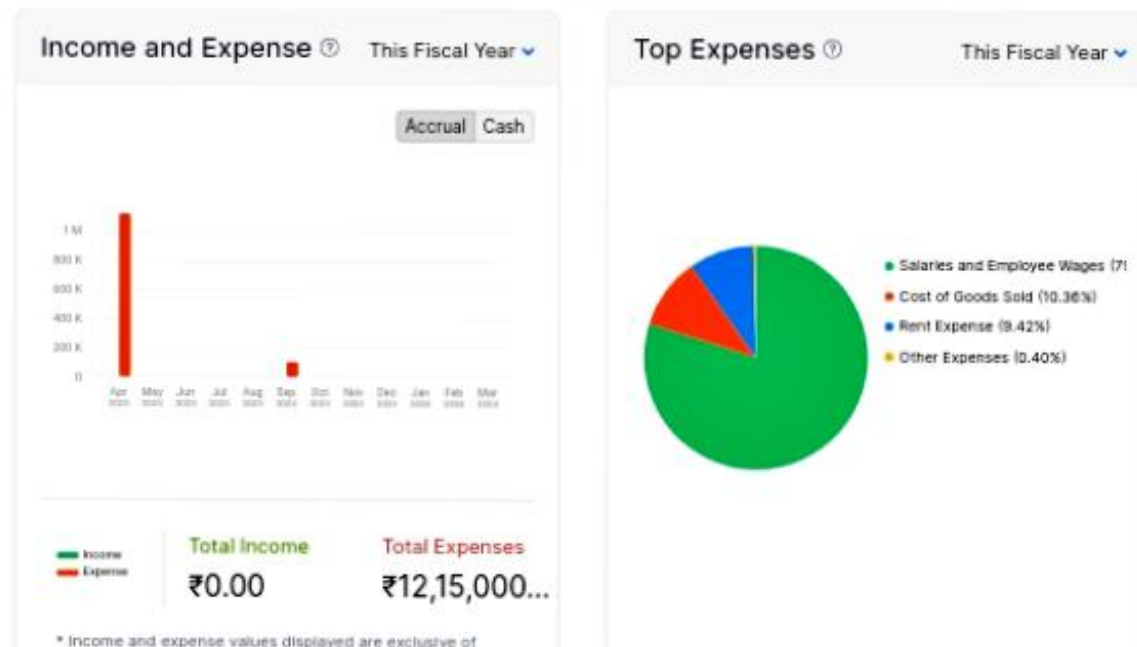 Income and Expense
This Fiscal Year
Accrual Cash
1 M
800 K
600 K
400 K
200 K
0
Apr May Jun Jul Aug Sep Oct Nov Dec Jan Feb Mar
Income
Expense
Total Income
₹0.00
Total Expenses
₹12,15,000...
* Income and expense values displayed are exclusive of
Top Expenses
This Fiscal Year
Salaries and Employee Wages (7
Cost of Goods Sold (10.36%)
Rent Expense (9.42%)
Other Expenses (0.40%)